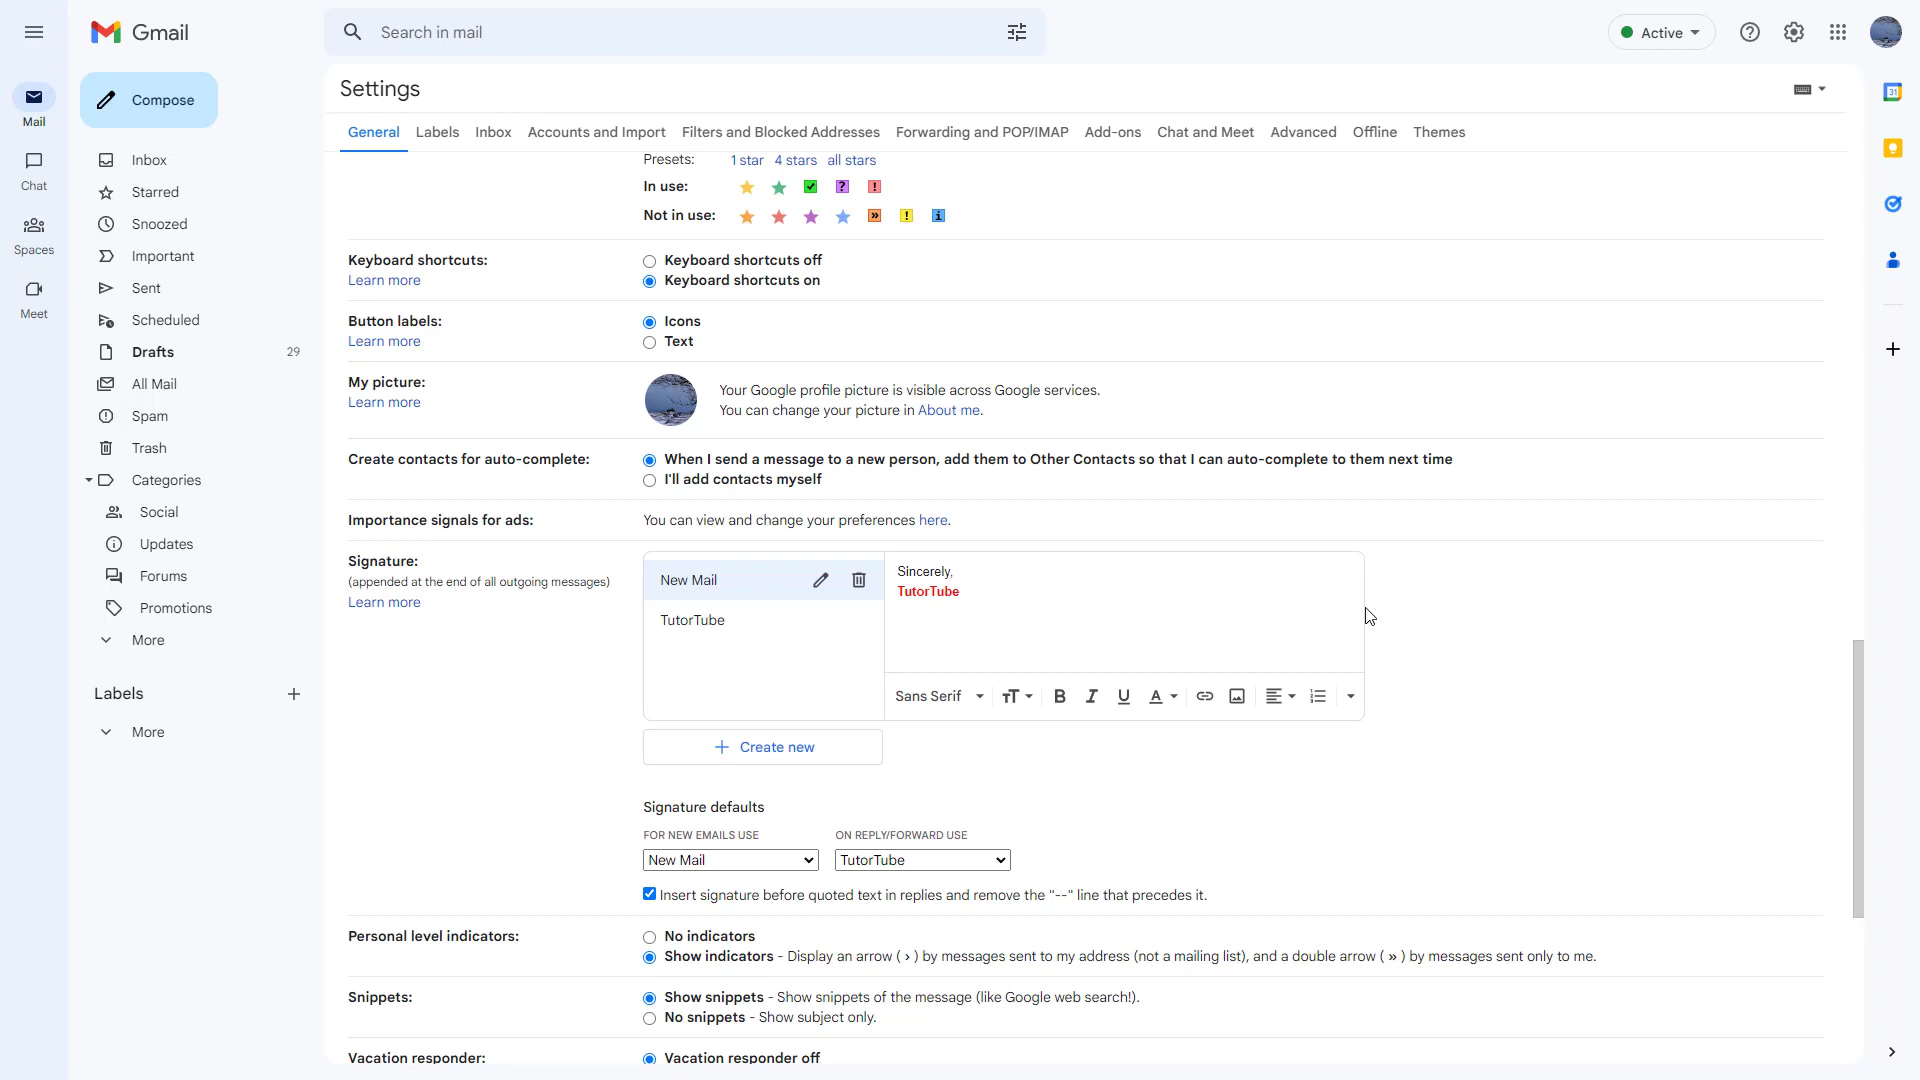 Gmail
Search in mail
Active
31
Mail
Chat
Spaces
Meet
Compose
Inbox
Starred
Snoozed
Important
Sent
Scheduled
Drafts 29
All Mail
Spam
Trash
Categories
Social
Updates
Forums
Promotions
More
Labels
More
Settings
General Labels Inbox Accounts and Import Filters and Blocked Addresses Forwarding and POP/IMAP Add-ons Chat and Meet Advanced Offline Themes
Presets: 1 star 4 stars all stars
In use: ? !
Not in use: » ! i
Keyboard shortcuts:
Learn more
Keyboard shortcuts off
Keyboard shortcuts on
Button labels:
Learn more
Icons
Text
My picture:
Learn more
Your Google profile picture is visible across Google services.
You can change your picture in About me.
Create contacts for auto-complete:
When I send a message to a new person, add them to Other Contacts so that I can auto-complete to them next time
I'll add contacts myself
Importance signals for ads:
You can view and change your preferences here.
Signature:
(appended at the end of all outgoing messages)
Learn more
New Mail
TutorTube
Sincerely,
TutorTube
Sans Serif TT B I U A
Create new
Signature defaults
FOR NEW EMAILS USE ON REPLY/FORWARD USE
New Mail TutorTube
Insert signature before quoted text in replies and remove the "--" line that precedes it.
Personal level indicators:
No indicators
Show indicators - Display an arrow ( › ) by messages sent to my address (not a mailing list), and a double arrow ( » ) by messages sent only to me.
Snippets:
Show snippets - Show snippets of the message (like Google web search!).
No snippets - Show subject only.
Vacation responder:
Vacation responder off